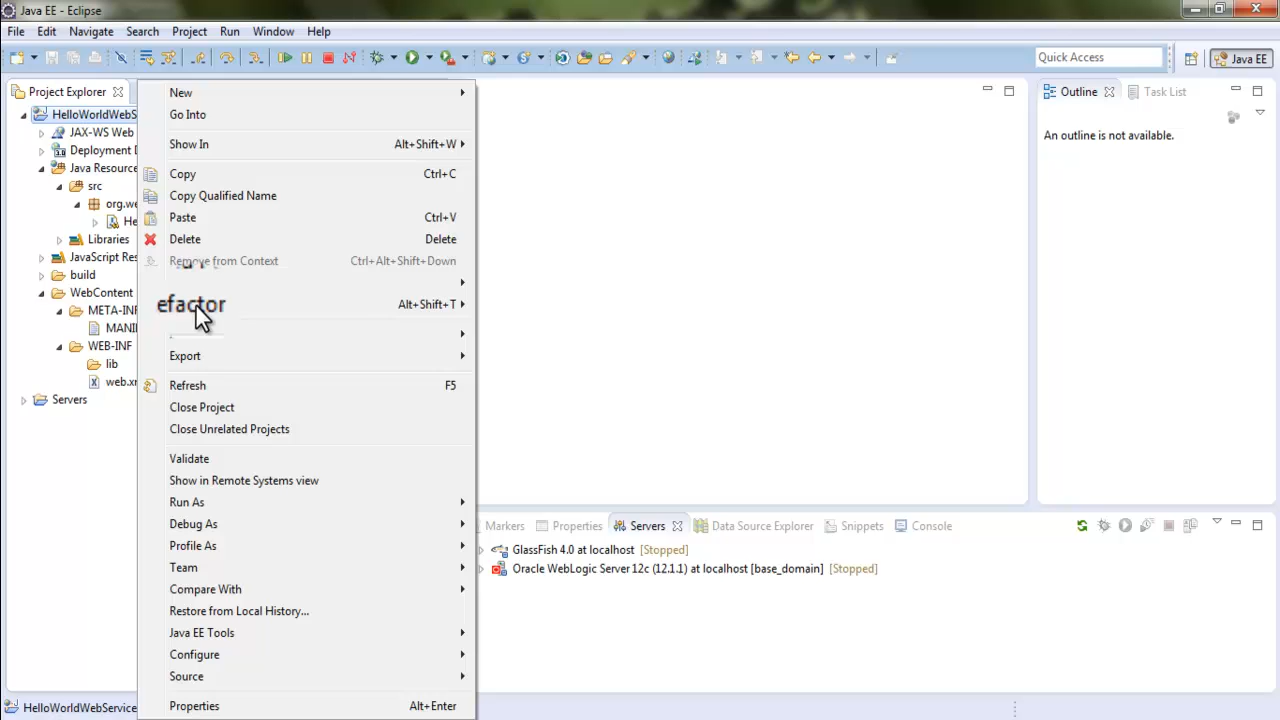 Java EE - Eclipse
File Edit Navigate Search Project Run Window Help
Quick Access
Java EE
Project Explorer
HelloWorldWebS
JAX-WS Web
Deployment D
Java Resource
src
org.we
He
Libraries
JavaScript Res
build
WebContent
META-INF
MANI
WEB-INF
lib
web.xn
Servers
New
Go Into
Show In Alt+Shift+W
Copy Ctrl+C
Copy Qualified Name
Paste Ctrl+V
Delete Delete
Remove from Context Ctrl+Alt+Shift+Down
efactor Alt+Shift+T
Export
Refresh F5
Close Project
Close Unrelated Projects
Validate
Show in Remote Systems view
Run As
Debug As
Profile As
Team
Compare With
Restore from Local History...
Java EE Tools
Configure
Source
Properties Alt+Enter
Outline Task List
An outline is not available.
Markers Properties Servers Data Source Explorer Snippets Console
GlassFish 4.0 at localhost [Stopped]
Oracle WebLogic Server 12c (12.1.1) at localhost [base_domain] [Stopped]
HelloWorldWebService